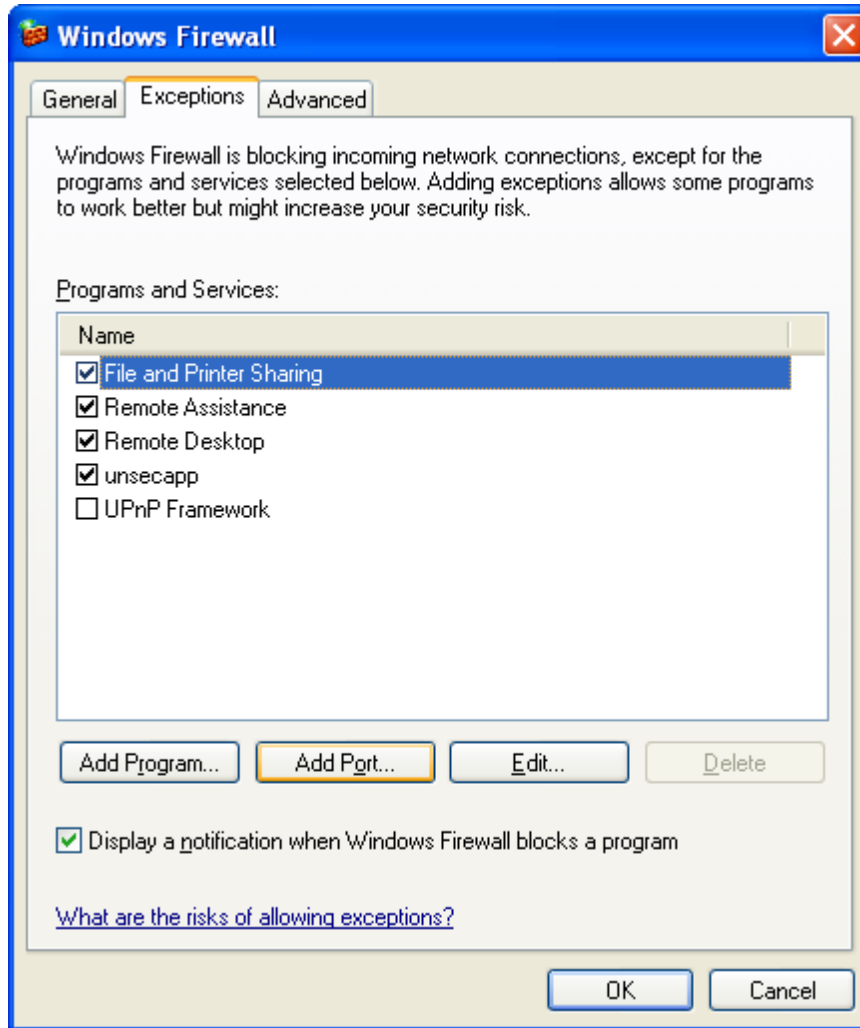 Windows Firewall
General Exceptions Advanced
Windows Firewall is blocking incoming network connections, except for the
programs and services selected below. Adding exceptions allows some programs
to work better but might increase your security risk.
Programs and Services:
Name
File and Printer Sharing
Remote Assistance
Remote Desktop
unsecapp
UPnP Framework
Add Program... Add Port... Edit... Delete
Display a notification when Windows Firewall blocks a program
What are the risks of allowing exceptions?
OK Cancel